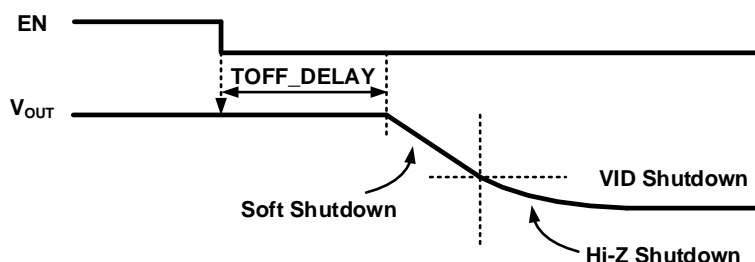 EN
TOFF_DELAY
VOUT
VID Shutdown
Soft Shutdown
Hi-Z Shutdown